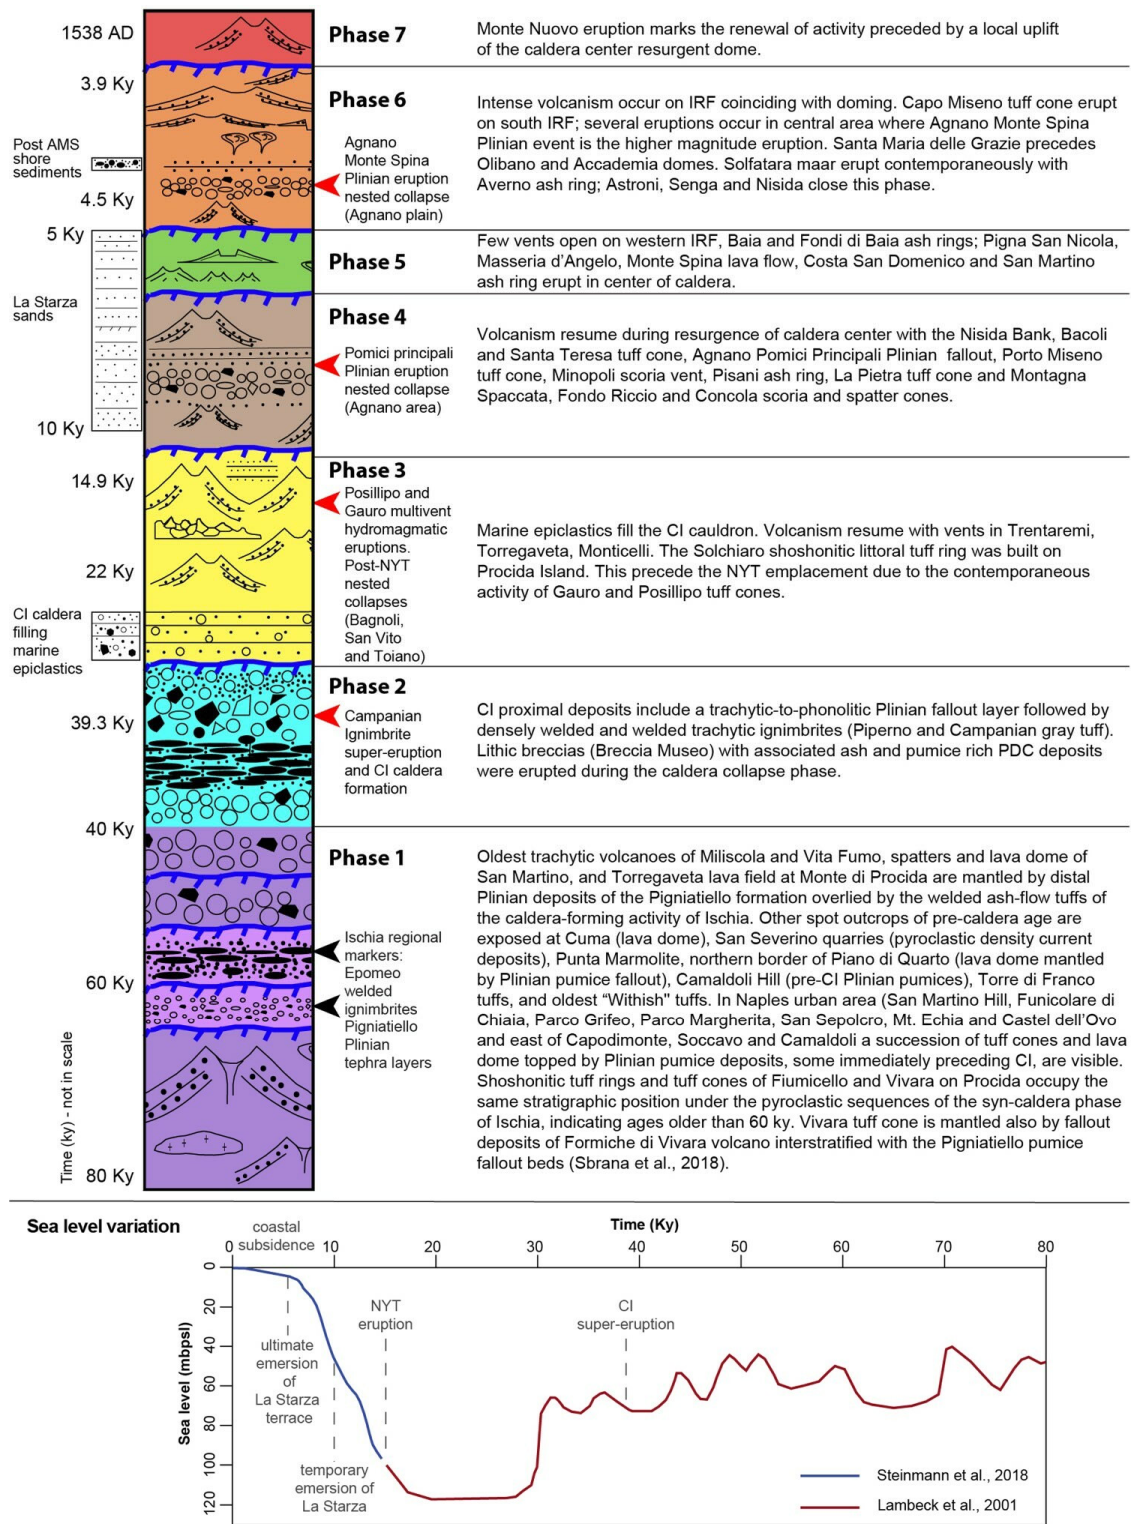 1538 AD
Phase 7
Monte Nuovo eruption marks the renewal of activity preceded by a local uplift
of the caldera center resurgent dome.
3.9 Ky
Phase 6
Intense volcanism occur on IRF coinciding with doming. Capo Miseno tuff cone erupt
on south IRF; several eruptions occur in central area where Agnano Monte Spina
Plinian event is the higher magnitude eruption. Santa Maria delle Grazie precedes
Olibano and Accademia domes. Solfatara maar erupt contemporaneously with
Averno ash ring; Astroni, Senga and Nisida close this phase.
Post AMS
shore
sediments
Agnano
Monte Spina
Plinian eruption
nested collapse
(Agnano plain)
4.5 Ky
5 Ky
Phase 5
Few vents open on western IRF, Baia and Fondi di Baia ash rings; Pigna San Nicola,
Masseria d'Angelo, Monte Spina lava flow, Costa San Domenico and San Martino
ash ring erupt in center of caldera.
La Starza
sands
Phase 4
Pomici principali
Plinian eruption
nested collapse
(Agnano area)
Volcanism resume during resurgence of caldera center with the Nisida Bank, Bacoli
and Santa Teresa tuff cone, Agnano Pomici Principali Plinian fallout, Porto Miseno
tuff cone, Minopoli scoria vent, Pisani ash ring, La Pietra tuff cone and Montagna
Spaccata, Fondo Riccio and Concola scoria and spatter cones.
10 Ky
14.9 Ky
Phase 3
Posillipo and
Gauro multivent
hydromagmatic
eruptions.
Post-NYT
nested
collapses
(Bagnoli,
San Vito
and Toiano)
Marine epiclastics fill the CI cauldron. Volcanism resume with vents in Trentaremi,
Torregaveta, Monticelli. The Solchiaro shoshonitic littoral tuff ring was built on
Procida Island. This precede the NYT emplacement due to the contemporaneous
activity of Gauro and Posillipo tuff cones.
22 Ky
CI caldera
filling
marine
epiclastics
Phase 2
39.3 Ky
Campanian
Ignimbrite
super-eruption
and CI caldera
formation
CI proximal deposits include a trachytic-to-phonolitic Plinian fallout layer followed by
densely welded and welded trachytic ignimbrites (Piperno and Campanian gray tuff).
Lithic breccias (Breccia Museo) with associated ash and pumice rich PDC deposits
were erupted during the caldera collapse phase.
40 Ky
Phase 1
Ischia regional
markers:
Epomeo
welded
ignimbrites
Pigniatiello
Plinian
tephra layers
Oldest trachytic volcanoes of Miliscola and Vita Fumo, spatters and lava dome of
San Martino, and Torregaveta lava field at Monte di Procida are mantled by distal
Plinian deposits of the Pigniatiello formation overlied by the welded ash-flow tuffs of
the caldera-forming activity of Ischia. Other spot outcrops of pre-caldera age are
exposed at Cuma (lava dome), San Severino quarries (pyroclastic density current
deposits), Punta Marmolite, northern border of Piano di Quarto (lava dome mantled
by Plinian pumice fallout), Camaldoli Hill (pre-CI Plinian pumices), Torre di Franco
tuffs, and oldest “Withish" tuffs. In Naples urban area (San Martino Hill, Funicolare di
Chiaia, Parco Grifeo, Parco Margherita, San Sepolcro, Mt. Echia and Castel dell'Ovo
and east of Capodimonte, Soccavo and Camaldoli a succession of tuff cones and lava
dome topped by Plinian pumice deposits, some immediately preceding CI, are visible.
Shoshonitic tuff rings and tuff cones of Fiumicello and Vivara on Procida occupy the
same stratigraphic position under the pyroclastic sequences of the syn-caldera phase
of Ischia, indicating ages older than 60 ky. Vivara tuff cone is mantled also by fallout
deposits of Formiche di Vivara volcano interstratified with the Pigniatiello pumice
fallout beds (Sbrana et al., 2018).
60 Ky
Time (ky) - not in scale
80 Ky
Sea level variation
Time (Ky)
coastal
subsidence
0 10 20 30 40 50 60 70 80
Sea level (mbpsl)
0
20
40
60
80
100
120
NYT
eruption
CI
super-eruption
ultimate
emersion
of
La Starza
terrace
temporary
emersion of
La Starza
Steinmann et al., 2018
Lambeck et al., 2001